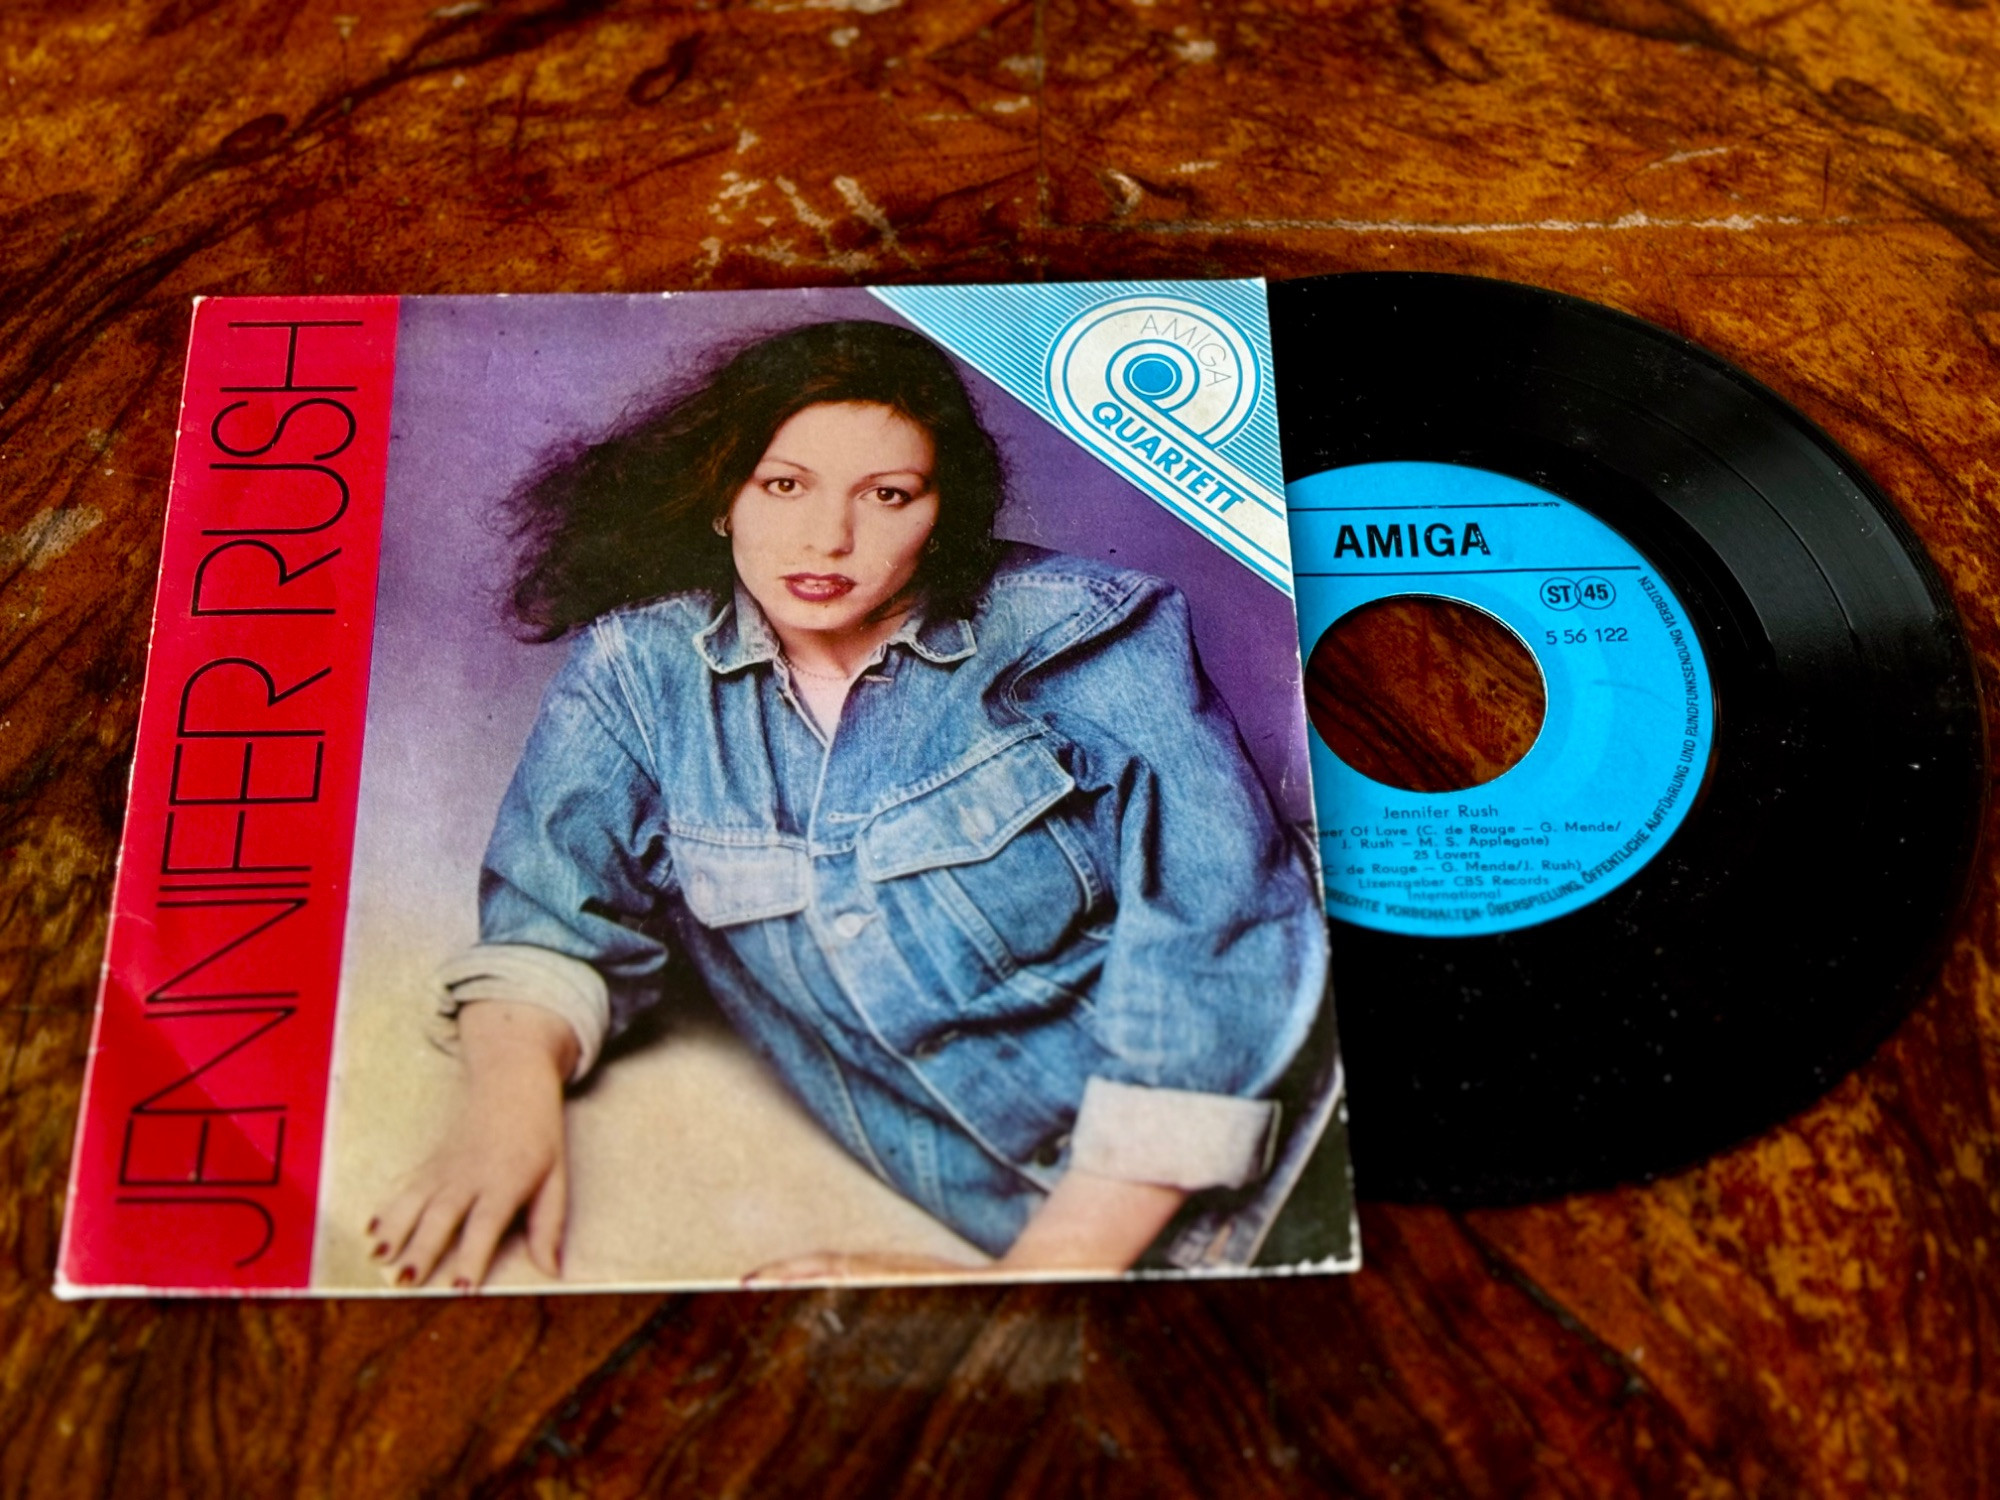 JENNIFER RUSH
AMIGA
QUARTETT
AMIGA
ST 45
5 56 122
Jennifer Rush
wer Of Love (C. de Rouge – G. Mende/
J. Rush – M. S. Applegate)
25 Lovers
C. de Rouge – G. Mende/J. Rush)
Lizenzgeber CBS Records
International
RECHTE VORBEHALTEN·ÜBERSPIELUNG, ÖFFENTLICHE AUFFÜHRUNG UND RUNDFUNKSENDUNG VERBOTEN